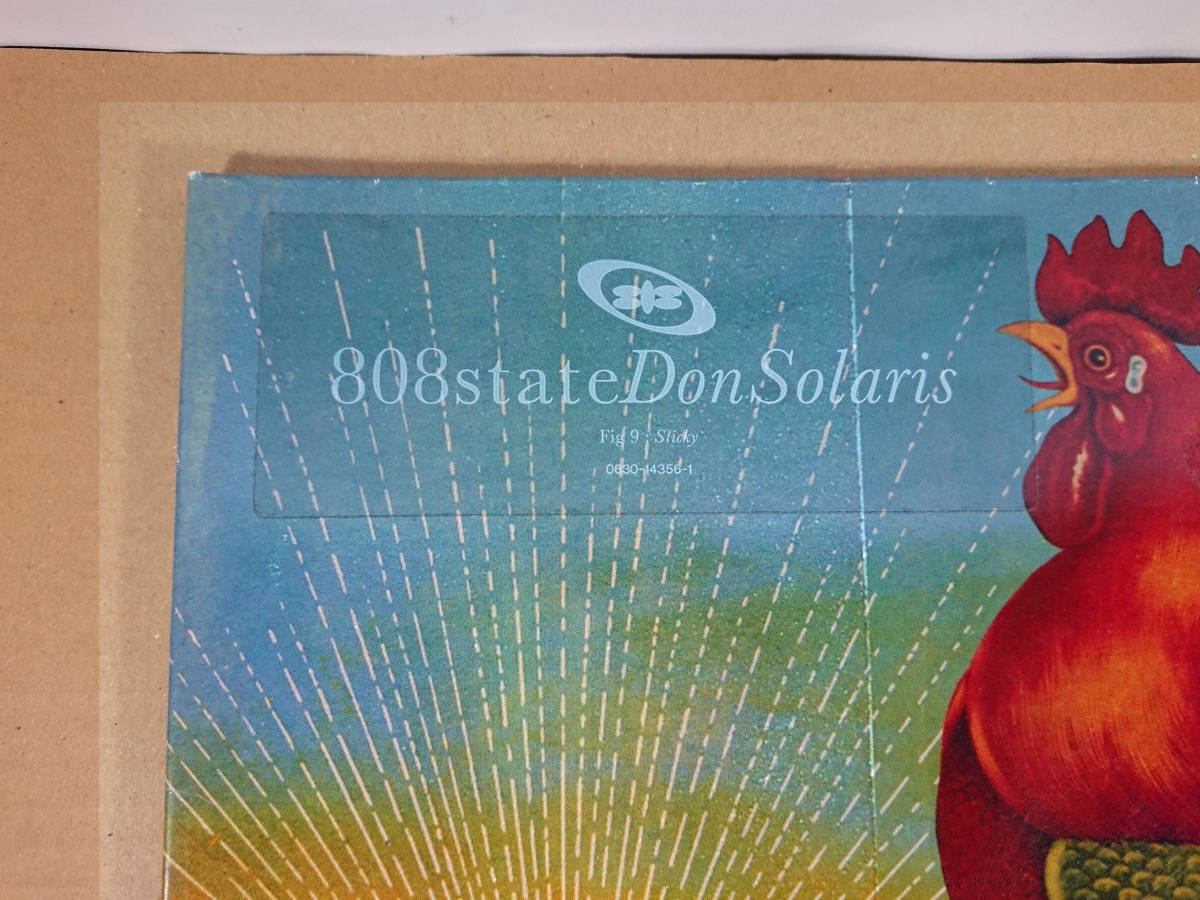 808stateDonSolaris
Fig 9 : Slicky
0630-14356-1